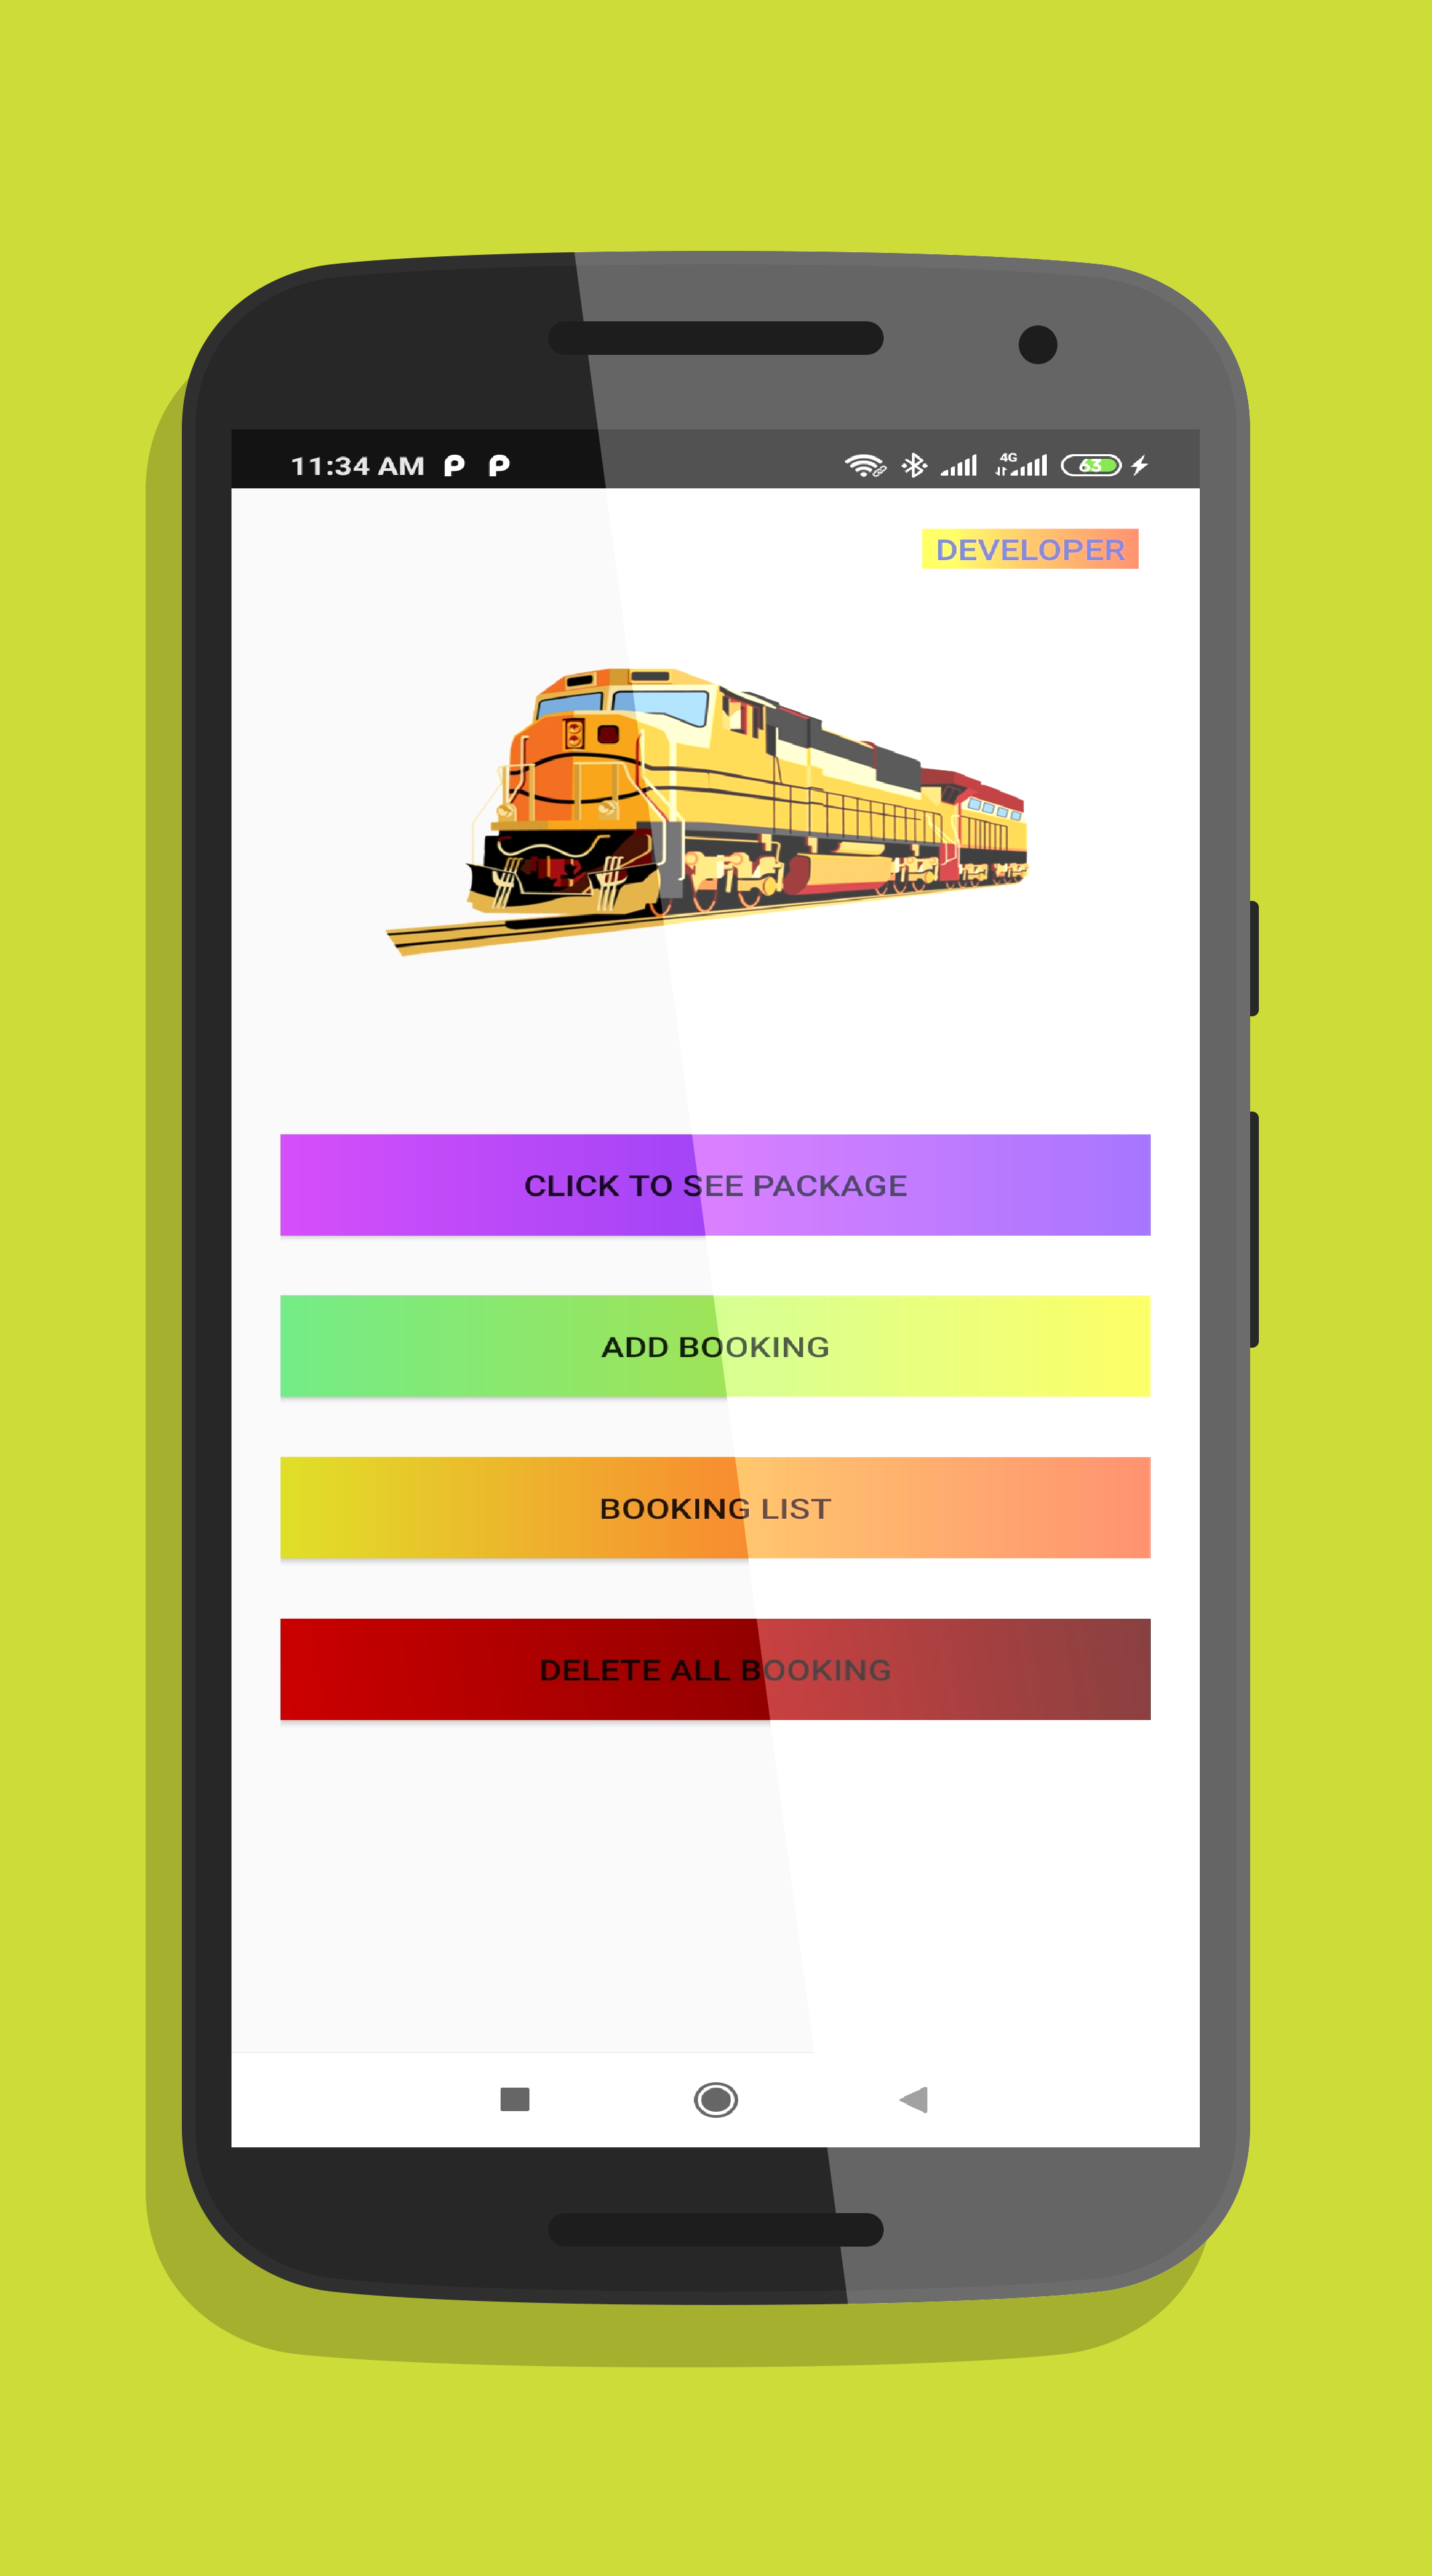 11:34 AM
4G 63
DEVELOPER
CLICK TO SEE PACKAGE
ADD BOOKING
BOOKING LIST
DELETE ALL BOOKING